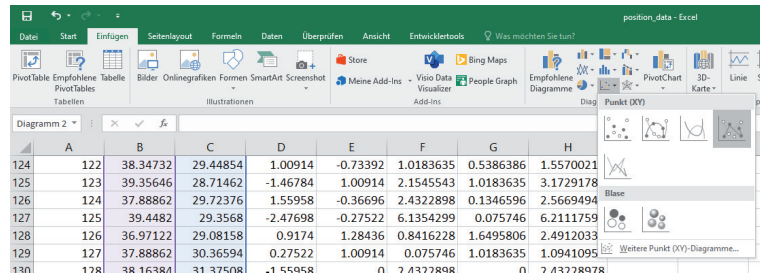 position_data - Excel
Datei Start Einfügen Seitenlayout Formeln Daten Überprüfen Ansicht Entwicklertools Was möchten Sie tun?
PivotTable Empfohlene PivotTables Tabelle
Tabellen
Bilder Onlinegrafiken Formen SmartArt Screenshot
Illustrationen
Store
Meine Add-Ins
Visio Data Visualizer
Bing Maps
People Graph
Add-Ins
Empfohlene Diagramme
PivotChart
3D-Karte
Linie
Diag
Punkt (XY)
Blase
Weitere Punkt (XY)-Diagramme...
Diagramm 2 fx
A B C D E F G H
124 122 38.34732 29.44854 1.00914 -0.73392 1.0183635 0.5386386 1.5570021
125 123 39.35646 28.71462 -1.46784 1.00914 2.1545543 1.0183635 3.1729178
126 124 37.88862 29.72376 1.55958 -0.36696 2.4322898 0.1346596 2.5669494
127 125 39.4482 29.3568 -2.47698 -0.27522 6.1354299 0.075746 6.2111759
128 126 36.97122 29.08158 0.9174 1.28436 0.8416228 1.6495806 2.4912033
129 127 37.88862 30.36594 0.27522 1.00914 0.075746 1.0183635 1.0941095
130 128 38.16384 31.37508 -1.55958 0 2.4322898 0 2.43228978